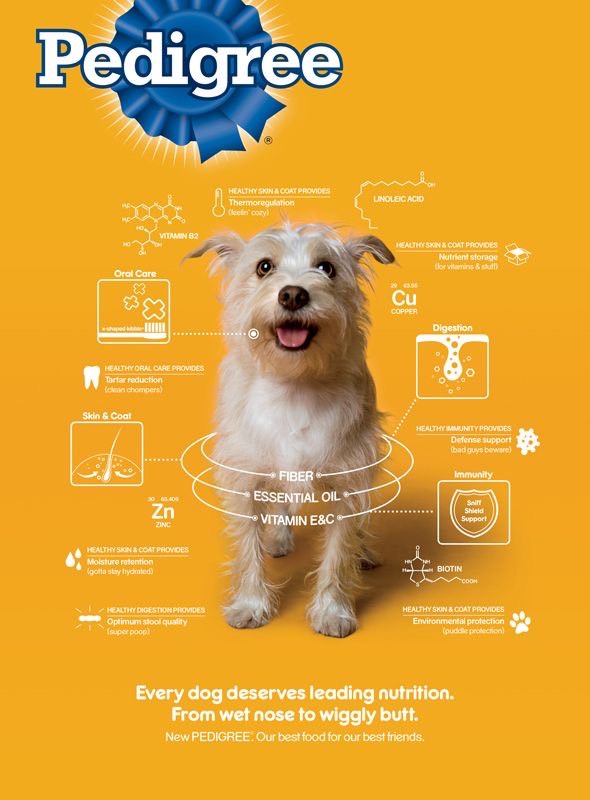 Pedigree
®
HEALTHY SKIN & COAT PROVIDES
Thermoregulation
(feelin' cozy)
LINOLEIC ACID
VITAMIN B2
HEALTHY SKIN & COAT PROVIDES
Nutrient storage
(for vitamins & stuff)
Oral Care
x-shaped kibble
29 63.55
Cu
COPPER
Digestion
HEALTHY ORAL CARE PROVIDES
Tartar reduction
(clean chompers)
Skin & Coat
HEALTHY IMMUNITY PROVIDES
Defense support
(bad guys beware)
FIBER
ESSENTIAL OIL
VITAMIN E&C
Immunity
Sniff
Shield
Support
30 65.409
Zn
ZINC
HEALTHY SKIN & COAT PROVIDES
Moisture retention
(gotta stay hydrated)
BIOTIN
COOH
HEALTHY DIGESTION PROVIDES
Optimum stool quality
(super poop)
HEALTHY SKIN & COAT PROVIDES
Environmental protection
(puddle protection)
Every dog deserves leading nutrition.
From wet nose to wiggly butt.
New PEDIGREE™. Our best food for our best friends.